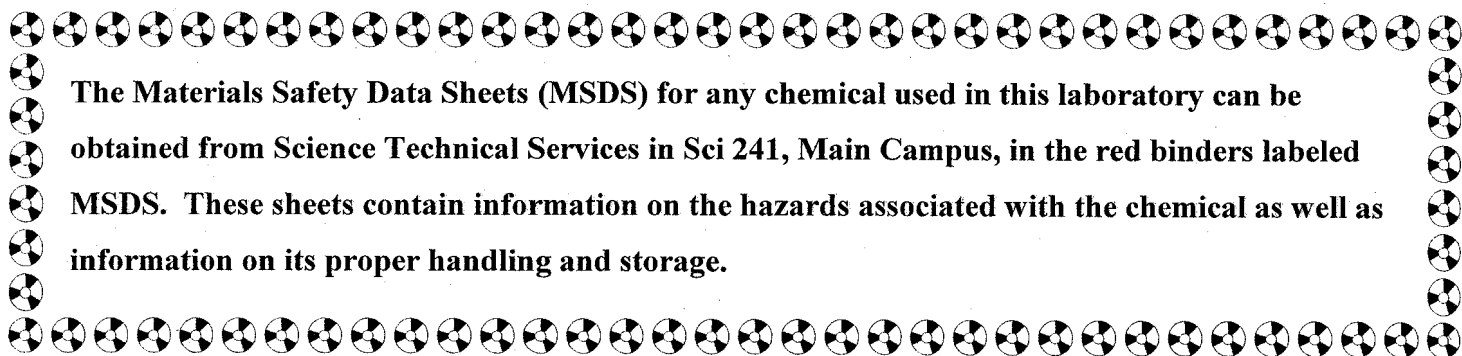 The Materials Safety Data Sheets (MSDS) for any chemical used in this laboratory can be
obtained from Science Technical Services in Sci 241, Main Campus, in the red binders labeled
MSDS. These sheets contain information on the hazards associated with the chemical as well as
information on its proper handling and storage.